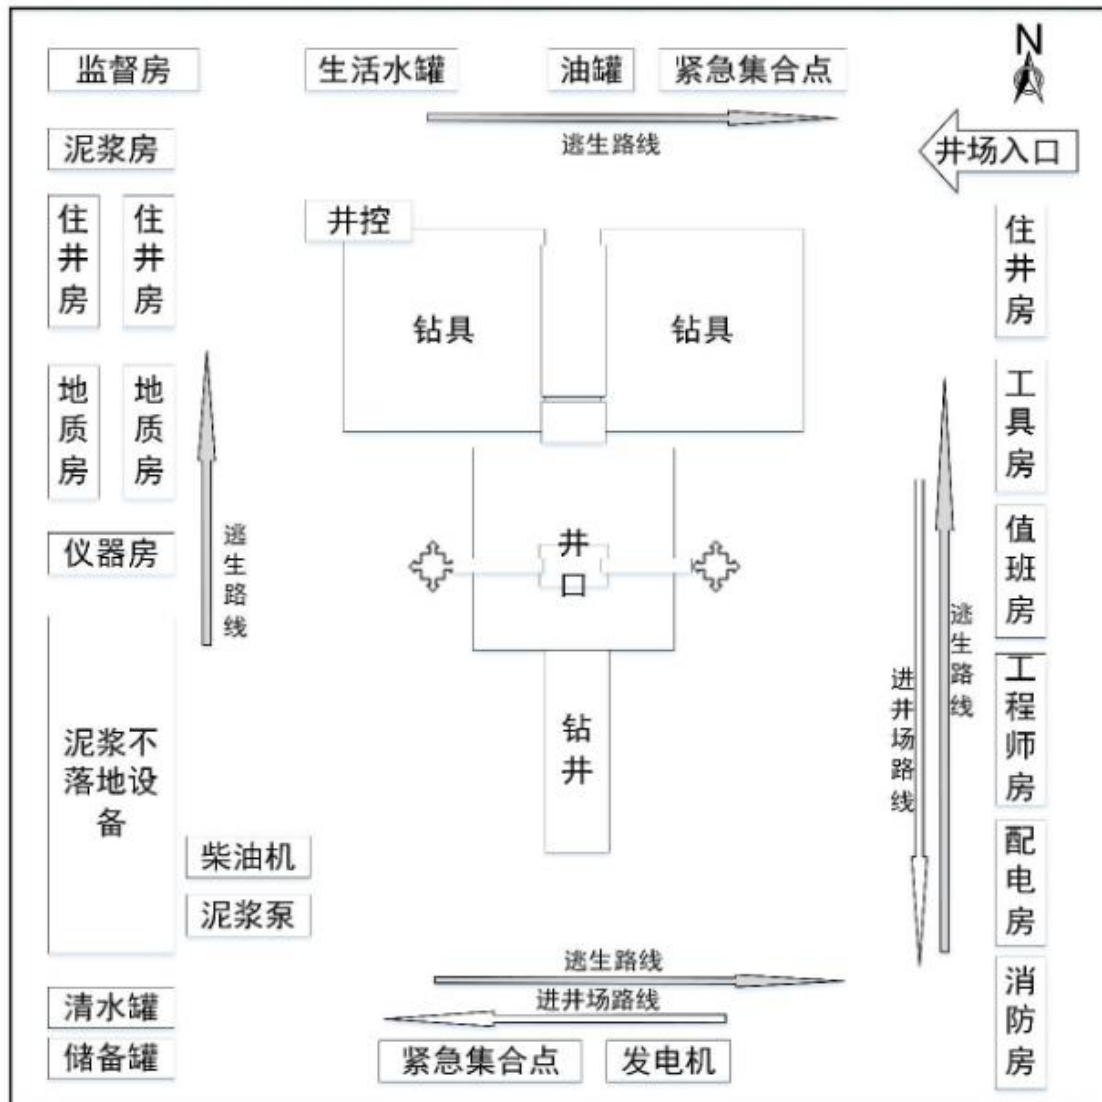 监督房
生活水罐
油罐
紧急集合点
N
逃生路线
井场入口
泥浆房
住井房
住井房
井控
钻具
钻具
住井房
地质房
地质房
逃生路线
工具房
仪器房
井口
值班房
逃生路线
进井场路线
工程师房
泥浆不
落地设
备
钻井
柴油机
泥浆泵
配电房
逃生路线
进井场路线
清水罐
储备罐
紧急集合点
发电机
消防房